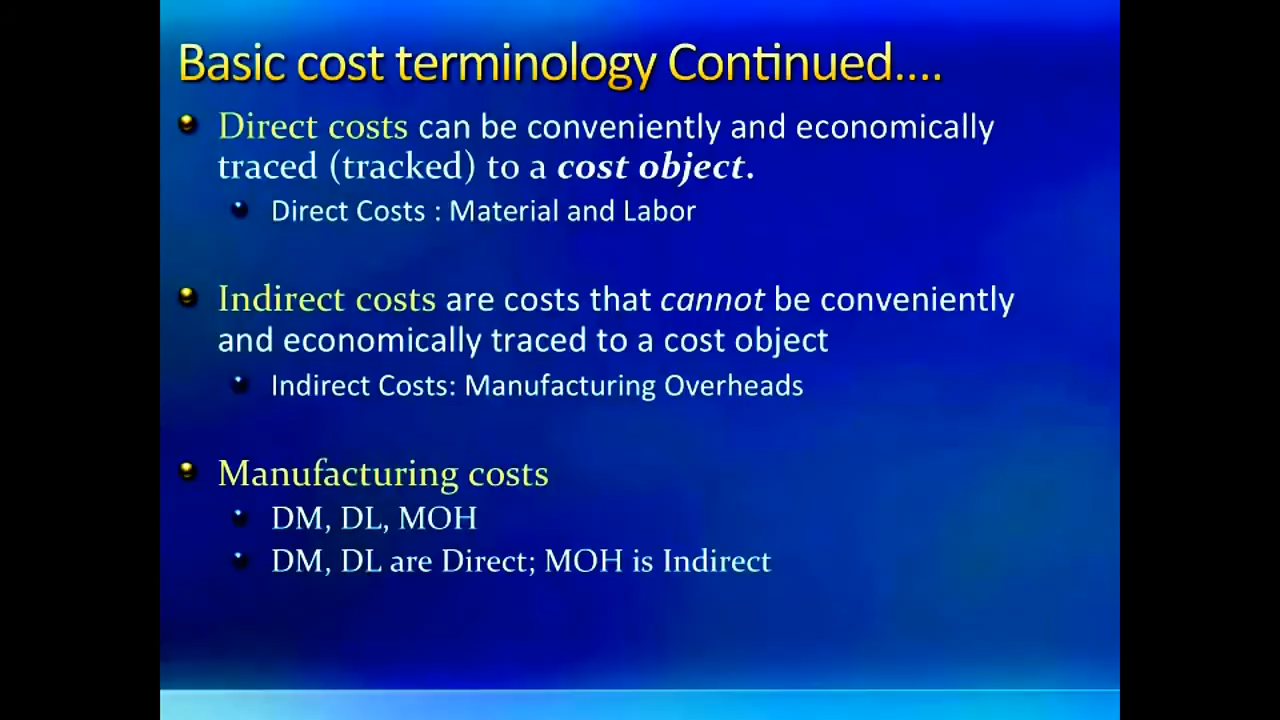 Basic cost terminology Continued....
Direct costs can be conveniently and economically
traced (tracked) to a cost object.
Direct Costs : Material and Labor
Indirect costs are costs that cannot be conveniently
and economically traced to a cost object
Indirect Costs: Manufacturing Overheads
Manufacturing costs
DM, DL, MOH
DM, DL are Direct; MOH is Indirect